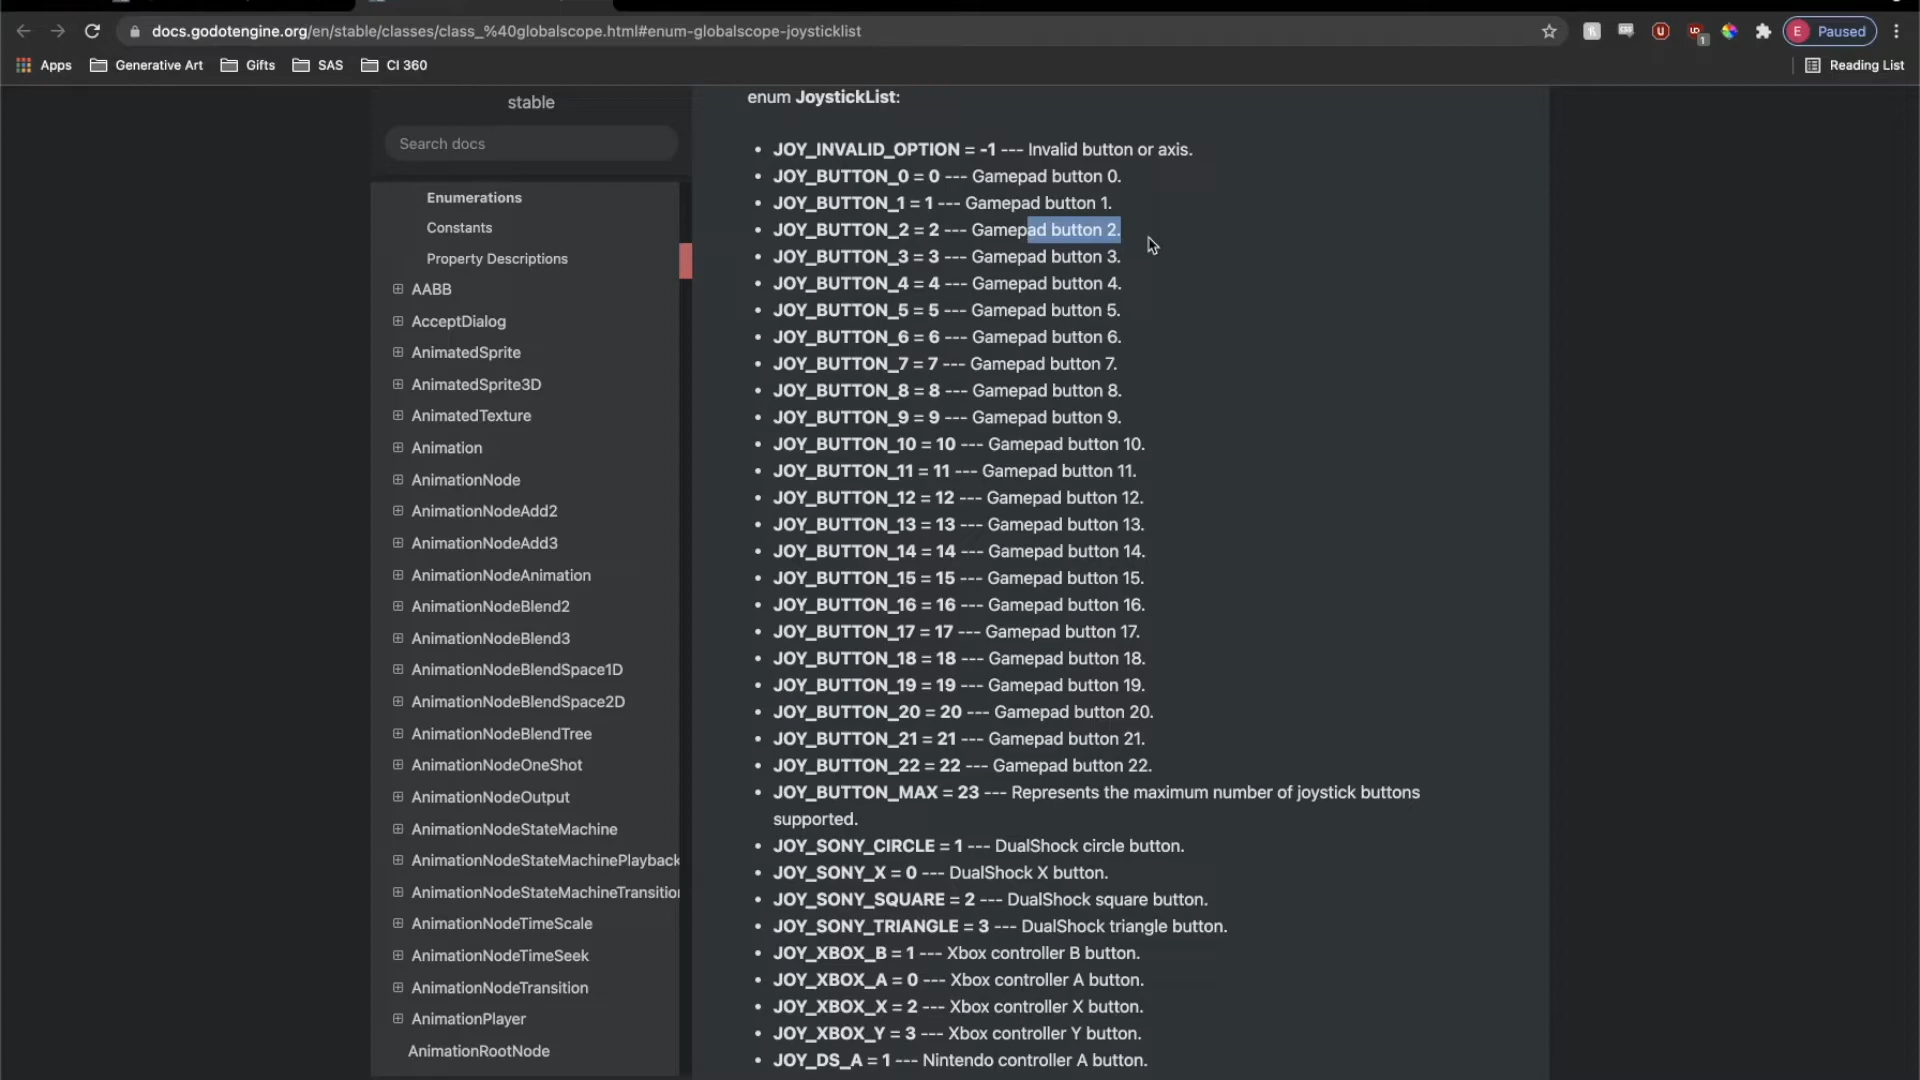 docs.godotengine.org/en/stable/classes/class_%40globalscope.html#enum-globalscope-joysticklist
1
E Paused
Apps Generative Art Gifts SAS CI 360 Reading List
stable
Search docs
Enumerations
Constants
Property Descriptions
AABB
AcceptDialog
AnimatedSprite
AnimatedSprite3D
AnimatedTexture
Animation
AnimationNode
AnimationNodeAdd2
AnimationNodeAdd3
AnimationNodeAnimation
AnimationNodeBlend2
AnimationNodeBlend3
AnimationNodeBlendSpace1D
AnimationNodeBlendSpace2D
AnimationNodeBlendTree
AnimationNodeOneShot
AnimationNodeOutput
AnimationNodeStateMachine
AnimationNodeStateMachinePlayback
AnimationNodeStateMachineTransitio
AnimationNodeTimeScale
AnimationNodeTimeSeek
AnimationNodeTransition
AnimationPlayer
AnimationRootNode
enum JoystickList:
• JOY_INVALID_OPTION = -1 --- Invalid button or axis.
• JOY_BUTTON_0 = 0 --- Gamepad button 0.
• JOY_BUTTON_1 = 1 --- Gamepad button 1.
• JOY_BUTTON_2 = 2 --- Gamepad button 2.
• JOY_BUTTON_3 = 3 --- Gamepad button 3.
• JOY_BUTTON_4 = 4 --- Gamepad button 4.
• JOY_BUTTON_5 = 5 --- Gamepad button 5.
• JOY_BUTTON_6 = 6 --- Gamepad button 6.
• JOY_BUTTON_7 = 7 --- Gamepad button 7.
• JOY_BUTTON_8 = 8 --- Gamepad button 8.
• JOY_BUTTON_9 = 9 --- Gamepad button 9.
• JOY_BUTTON_10 = 10 --- Gamepad button 10.
• JOY_BUTTON_11 = 11 --- Gamepad button 11.
• JOY_BUTTON_12 = 12 --- Gamepad button 12.
• JOY_BUTTON_13 = 13 --- Gamepad button 13.
• JOY_BUTTON_14 = 14 --- Gamepad button 14.
• JOY_BUTTON_15 = 15 --- Gamepad button 15.
• JOY_BUTTON_16 = 16 --- Gamepad button 16.
• JOY_BUTTON_17 = 17 --- Gamepad button 17.
• JOY_BUTTON_18 = 18 --- Gamepad button 18.
• JOY_BUTTON_19 = 19 --- Gamepad button 19.
• JOY_BUTTON_20 = 20 --- Gamepad button 20.
• JOY_BUTTON_21 = 21 --- Gamepad button 21.
• JOY_BUTTON_22 = 22 --- Gamepad button 22.
• JOY_BUTTON_MAX = 23 --- Represents the maximum number of joystick buttons
supported.
• JOY_SONY_CIRCLE = 1 --- DualShock circle button.
• JOY_SONY_X = 0 --- DualShock X button.
• JOY_SONY_SQUARE = 2 --- DualShock square button.
• JOY_SONY_TRIANGLE = 3 --- DualShock triangle button.
• JOY_XBOX_B = 1 --- Xbox controller B button.
• JOY_XBOX_A = 0 --- Xbox controller A button.
• JOY_XBOX_X = 2 --- Xbox controller X button.
• JOY_XBOX_Y = 3 --- Xbox controller Y button.
• JOY_DS_A = 1 --- Nintendo controller A button.